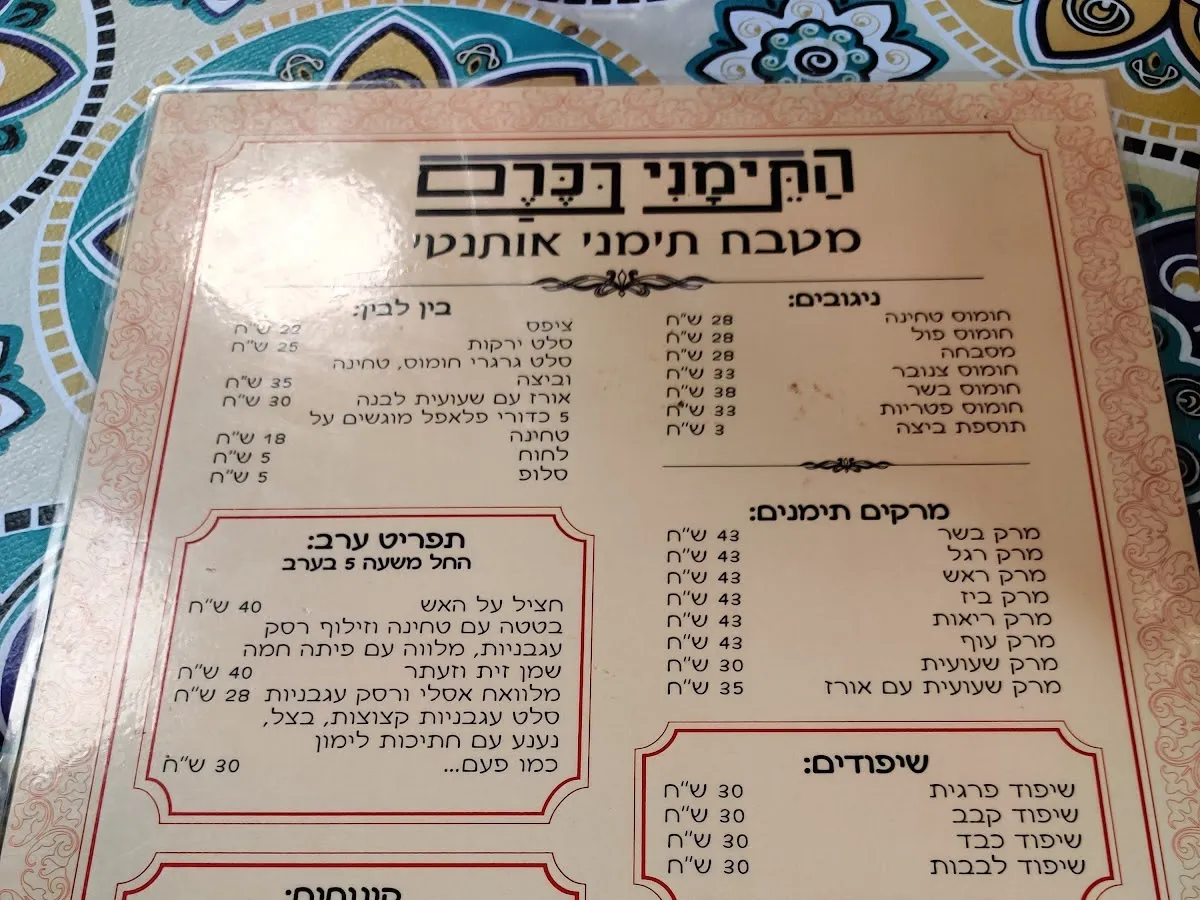 הַתֵּימָנִי בַּכֶּרֶם
מטבח תימני אותנטי
ניגובים:
חומוס טחינה 28 ש"ח
חומוס פול 28 ש"ח
מסבחה 28 ש"ח
חומוס צנובר 33 ש"ח
חומוס בשר 38 ש"ח
חומוס פטריות 33 ש"ח
תוספת ביצה 3 ש"ח
מרקים תימנים:
מרק בשר 43 ש"ח
מרק רגל 43 ש"ח
מרק ראש 43 ש"ח
מרק ביז 43 ש"ח
מרק ריאות 43 ש"ח
מרק עוף 43 ש"ח
מרק שעועית 30 ש"ח
מרק שעועית עם אורז 35 ש"ח
שיפודים:
שיפוד פרגית 30 ש"ח
שיפוד קבב 30 ש"ח
שיפוד כבד 30 ש"ח
שיפוד לבבות 30 ש"ח
בין לבין:
ציפס 22 ש"ח
סלט ירקות 25 ש"ח
סלט גרגרי חומוס, טחינה
וביצה 35 ש"ח
אורז עם שעועית לבנה 30 ש"ח
5 כדורי פלאפל מוגשים על
טחינה 18 ש"ח
לחוח 5 ש"ח
סלופ 5 ש"ח
תפריט ערב:
החל משעה 5 בערב
חציל על האש 40 ש"ח
בטטה עם טחינה וזילוף רסק
עגבניות, מלווה עם פיתה חמה
שמן זית וזעתר 40 ש"ח
מלוואח אסלי ורסק עגבניות 28 ש"ח
סלט עגבניות קצוצות, בצל,
נענע עם חתיכות לימון
כמו פעם... 30 ש"ח